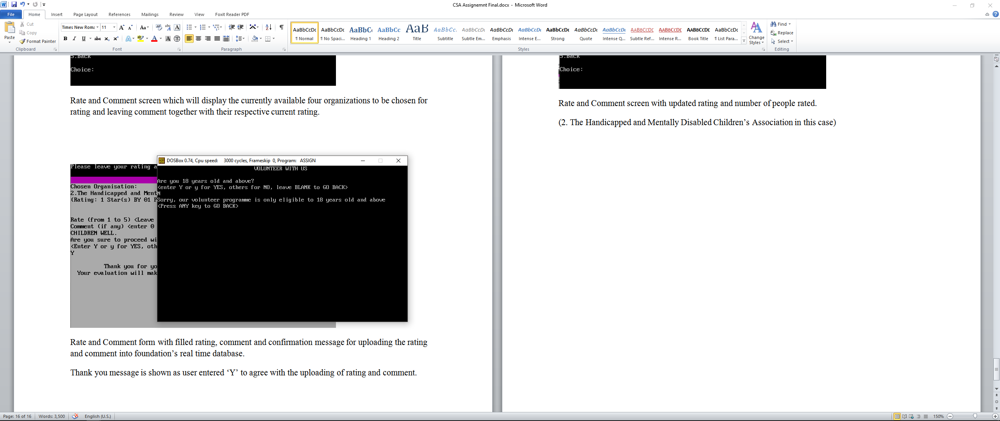 CSA Assignemnt Final.docx - Microsoft Word
File Home Insert Page Layout References Mailings Review View Foxit Reader PDF
Paste
Cut
Copy
Format Painter
Clipboard
Times New Roma 11
Font
Paragraph
AaBbCcDc AaBbCcDc AaBbC AaBbCc AaB AaBbCc. AaBbCcDc AaBbCcDc AaBbCcDc AaBbCcDc AaBbCcDc AaBbCcDc AaBbCcDc AaBbCcDc AaBbCcDc AaBbCcDc
¶ Normal ¶ No Spaci... Heading 1 Heading 2 Title Subtitle Subtle Em... Emphasis Intense E... Strong Quote Intense Q... Subtle Ref... Intense R... Book Title ¶ List Para...
Styles
Change Styles
Find
Replace
Select
Editing
5.Back
Choice:
Rate and Comment screen which will display the currently available four organizations to be chosen for
rating and leaving comment together with their respective current rating.
Please leave your rating a
Chosen Organisation:
2.The Handicapped and Ment
(Rating: 1 Star(s) BY 01 P
Rate (from 1 to 5) <Leave
Comment (if any) <enter 0
CHILDREN WELL.
Are you sure to proceed wi
<Enter Y or y for YES, oth
Y
Thank you for yo
Your evaluation will mak
DOSBox 0.74, Cpu speed: 3000 cycles, Frameskip 0, Program: ASSIGN
VOLUNTEER WITH US
Are you 18 years old and above?
<enter Y or y for YES, others for NO, leave BLANK to GO BACK>
N
Sorry, our volunteer programme is only eligible to 18 years old and above
<Press ANY key to GO BACK>
Rate and Comment form with filled rating, comment and confirmation message for uploading the rating
and comment into foundation’s real time database.
Thank you message is shown as user entered ‘Y’ to agree with the uploading of rating and comment.
5.Back
Choice:
Rate and Comment screen with updated rating and number of people rated.
(2. The Handicapped and Mentally Disabled Children’s Association in this case)
Page: 16 of 16 Words: 3,500 English (U.S.) 150%